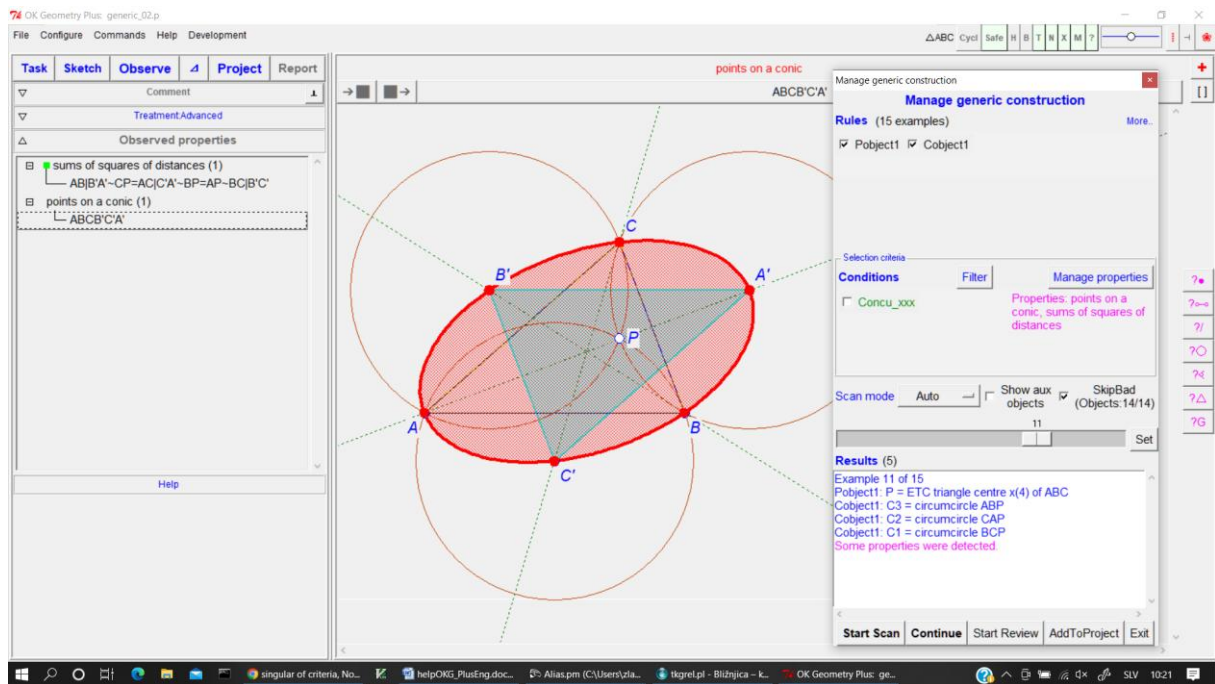 OK Geometry Plus: generic_02.p
File Configure Commands Help Development
△ABC Cycl Safe H B T N X M ?
Task Sketch Observe ⊿ Project Report
Comment
Treatment:Advanced
Observed properties
sums of squares of distances (1)
AB|B'A'~CP=AC|C'A'~BP=AP~BC|B'C'
points on a conic (1)
ABCB'C'A'
Help
points on a conic
ABCB'C'A'
C
B'
A'
P
A
B
C'
Manage generic construction
Manage generic construction
Rules (15 examples) More..
Pobject1 Cobject1
Selection criteria
Conditions Filter Manage properties
Concu_xxx
Properties: points on a
conic, sums of squares of
distances
Scan mode Auto Show aux objects SkipBad (Objects:14/14)
11
Set
Results (5)
Example 11 of 15
Pobject1: P = ETC triangle centre x(4) of ABC
Cobject1: C3 = circumcircle ABP
Cobject1: C2 = circumcircle CAP
Cobject1: C1 = circumcircle BCP
Some properties were detected.
Start Scan Continue Start Review AddToProject Exit
[ ]
?●
?/
?○
?∢
?△
?G
singular of criteria, No... helpOKG_PlusEng.doc... Alias.pm (C:\Users\zla... tkgrel.pl - Bližnjica – k... OK Geometry Plus: ge... SLV 10:21